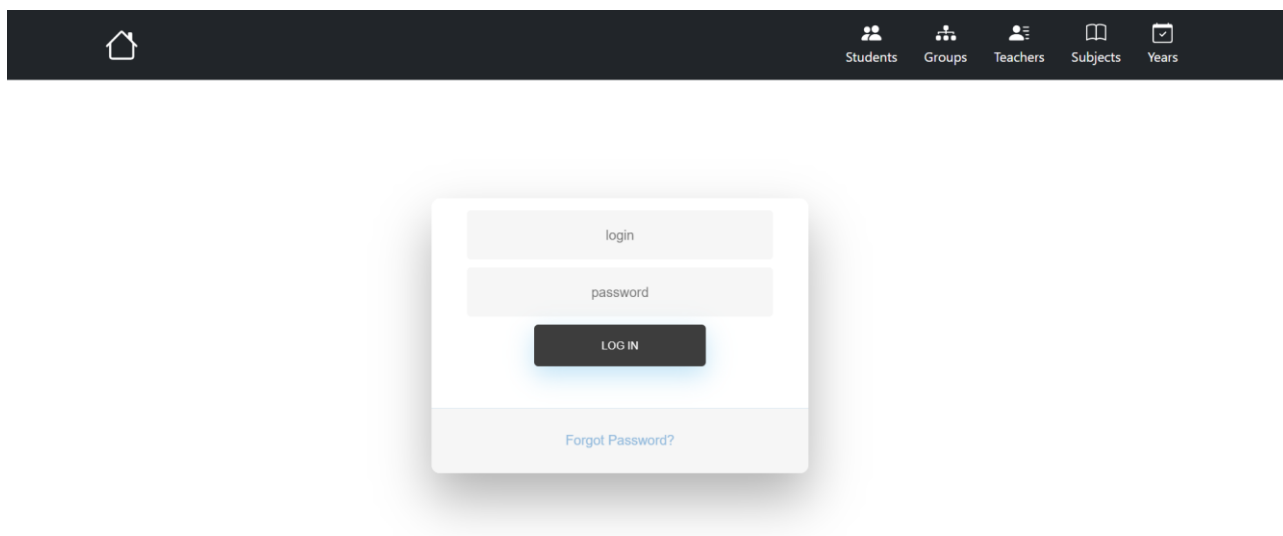 Students Groups Teachers Subjects Years
login
password
LOG IN
Forgot Password?